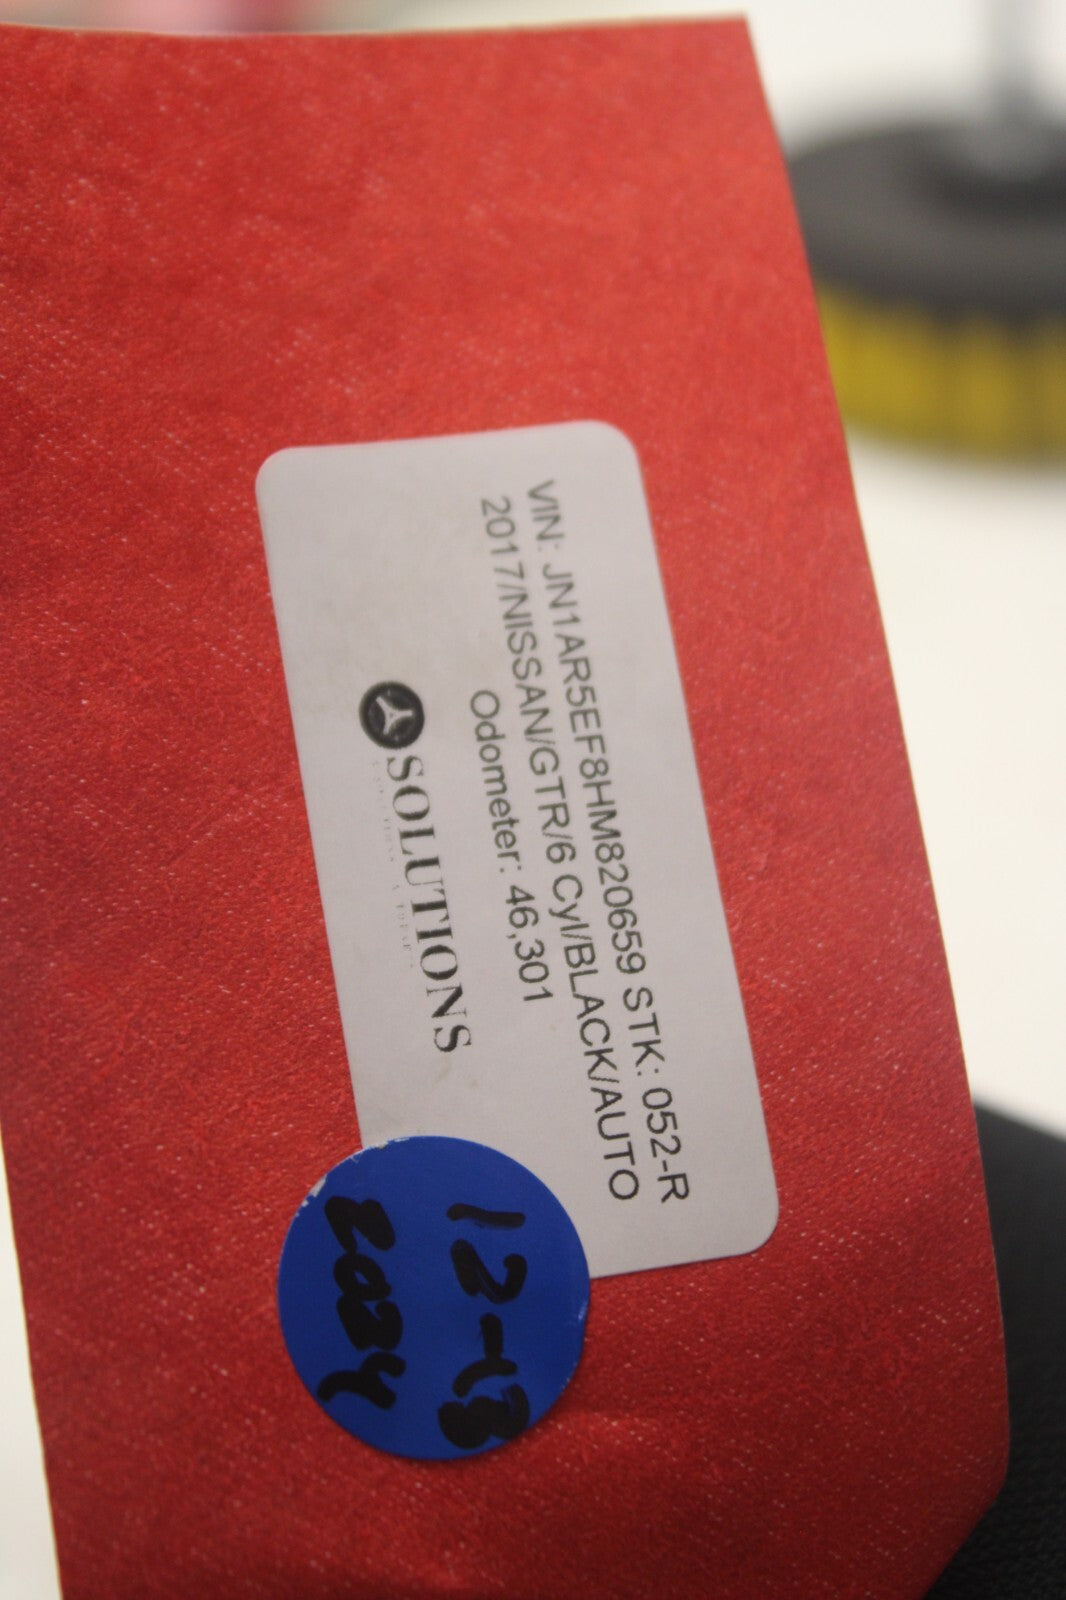 VIN: JN1AR5EF8HM820659 STK: 052-R
2017/NISSAN/GTR/6 Cyl/BLACK/AUTO
Odometer: 46,301
SOLUTIONS
12-13
2024